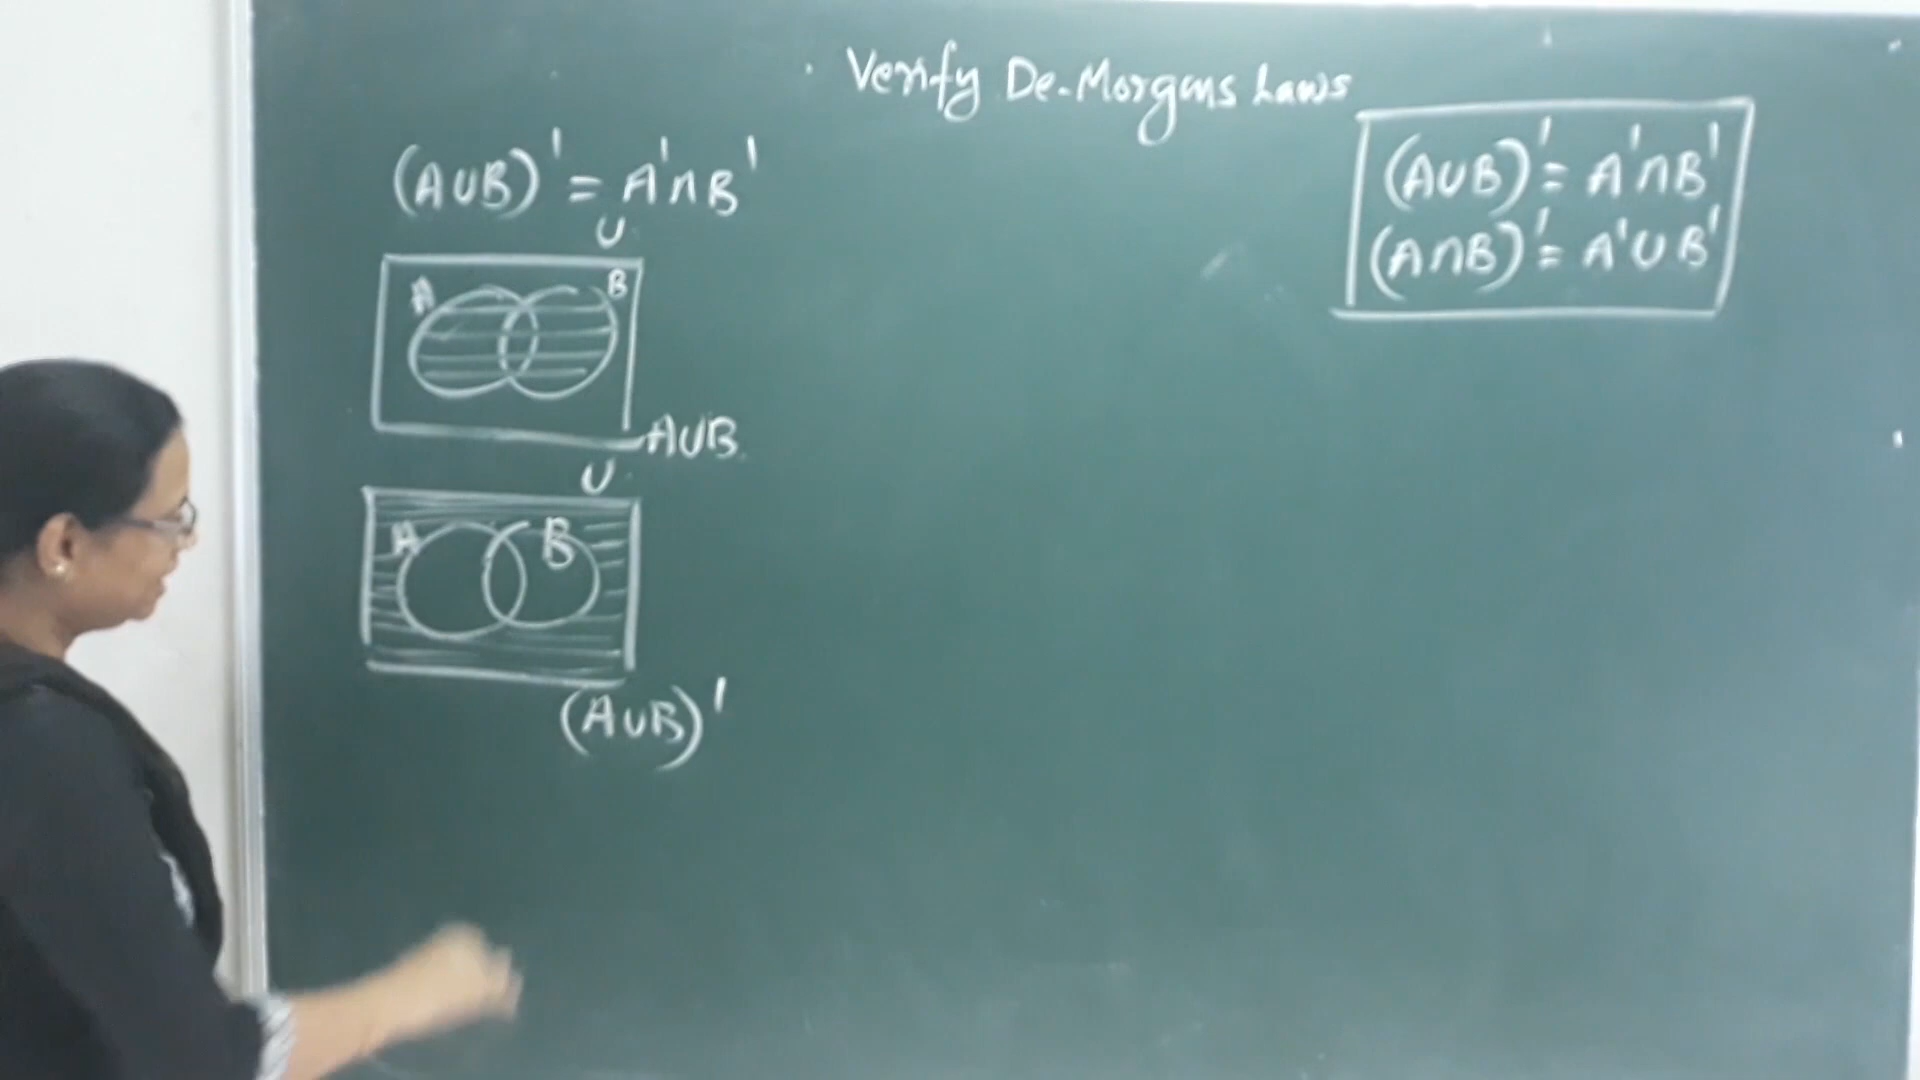 Verify De-Morgans Laws
(A∪B)' = A'∩B'
U
A B
A∪B
U
A B
(A∪B)'
(A∪B)' = A'∩B'
(A∩B)' = A'∪B'